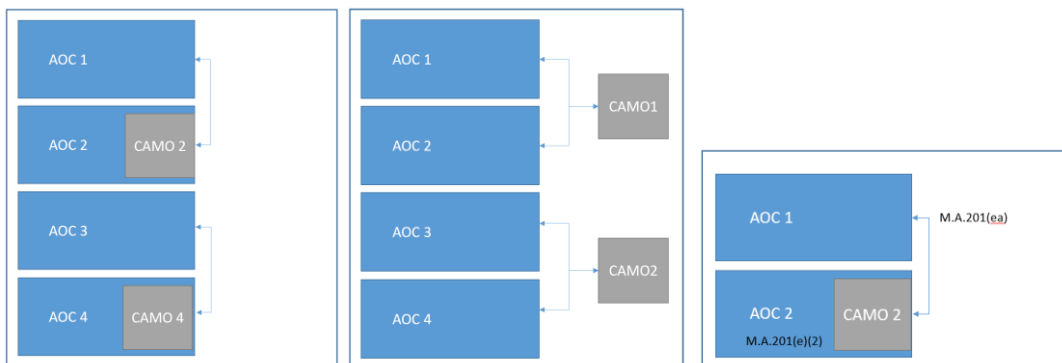 AOC 1
AOC 2
CAMO 2
AOC 3
AOC 4
CAMO 4
AOC 1
CAMO1
AOC 2
AOC 3
CAMO2
AOC 4
AOC 1
M.A.201(ea)
AOC 2
CAMO 2
M.A.201(e)(2)